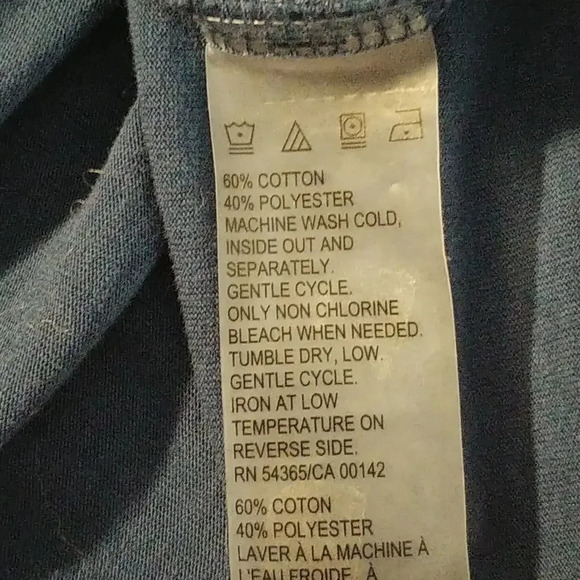 60% COTTON
40% POLYESTER
MACHINE WASH COLD,
INSIDE OUT AND
SEPARATELY.
GENTLE CYCLE.
ONLY NON CHLORINE
BLEACH WHEN NEEDED.
TUMBLE DRY, LOW.
GENTLE CYCLE.
IRON AT LOW
TEMPERATURE ON
REVERSE SIDE.
RN 54365/CA 00142
60% COTON
40% POLYESTER
LAVER À LA MACHINE À
L'EAU FROIDE, À